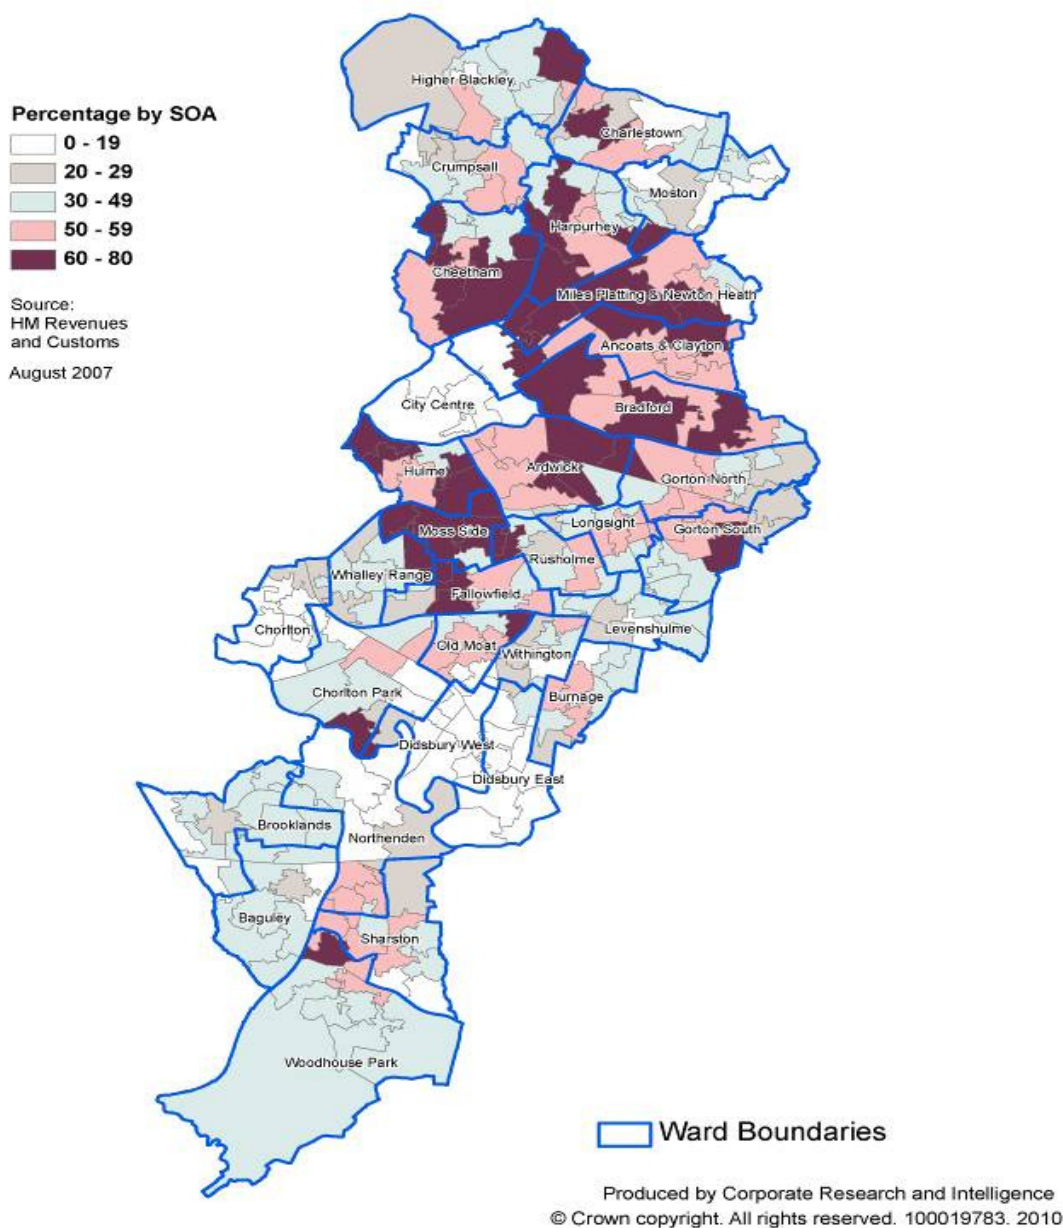 Percentage by SOA
0 - 19
20 - 29
30 - 49
50 - 59
60 - 80
Source:
HM Revenues
and Customs
August 2007
Higher Blackley
Charlestown
Crumpsall
Moston
Harpurhey
Cheetham
Miles Platting & Newton Heath
Ancoats & Clayton
City Centre
Bradford
Hulme
Ardwick
Gorton North
Longsight
Gorton South
Moss Side
Rusholme
Whalley Range
Fallowfield
Chorlton
Levenshulme
Old Moat
Withington
Chorlton Park
Burnage
Didsbury West
Didsbury East
Brooklands
Northenden
Baguley
Sharston
Woodhouse Park
Ward Boundaries
Produced by Corporate Research and Intelligence
© Crown copyright. All rights reserved. 100019783. 2010